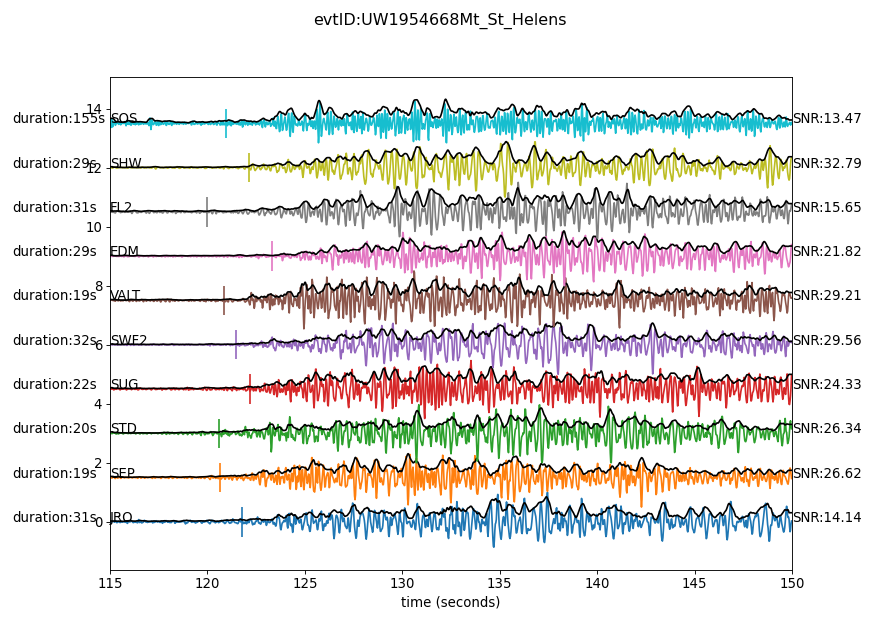 evtID:UW1954668Mt_St_Helens
14
duration:155s SOS SNR:13.47
duration:29s SHW SNR:32.79
12
duration:31s FL2 SNR:15.65
10
duration:29s EDM SNR:21.82
8
duration:19s VALT SNR:29.21
duration:32s SWF2 SNR:29.56
6
duration:22s SUG SNR:24.33
4
duration:20s STD SNR:26.34
2
duration:19s SEP SNR:26.62
duration:31s JRO SNR:14.14
0
115 120 125 130 135 140 145 150
time (seconds)